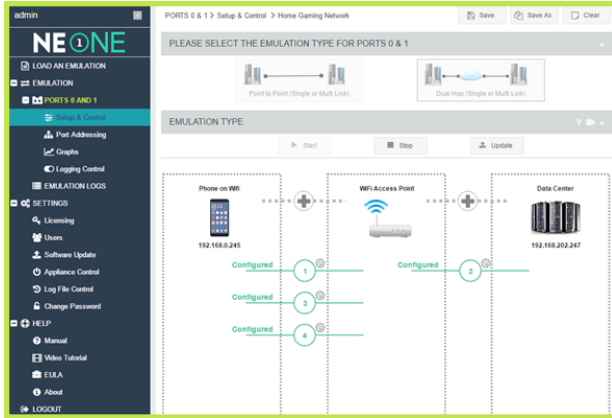 admin
NE1ONE
LOAD AN EMULATION
EMULATION
PORTS 0 AND 1
Setup & Control
Port Addressing
Graphs
Logging Control
EMULATION LOGS
SETTINGS
Licensing
Users
Software Update
Appliance Control
Log File Control
Change Password
HELP
Manual
Video Tutorial
EULA
About
LOGOUT
PORTS 0 & 1 > Setup & Control > Home Gaming Network
Save
Save As
Clear
PLEASE SELECT THE EMULATION TYPE FOR PORTS 0 & 1
Point to Point (Single or Multi Link)
Dual Hop (Single or Multi Link)
EMULATION TYPE
?
Start
Stop
Update
Phone on Wifi
WiFi Access Point
Data Center
192.168.0.245
192.168.202.247
Configured
1
Configured
2
Configured
3
Configured
4